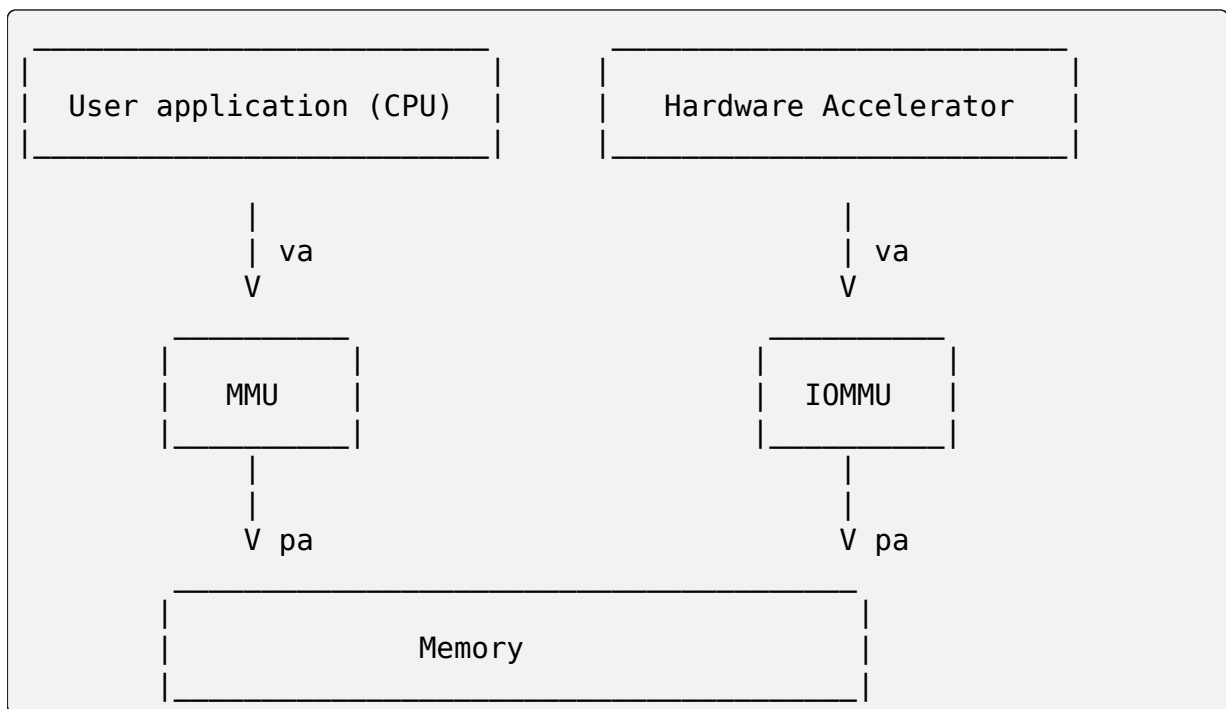 User application (CPU) Hardware Accelerator
va va
V V
MMU IOMMU
V pa V pa
Memory